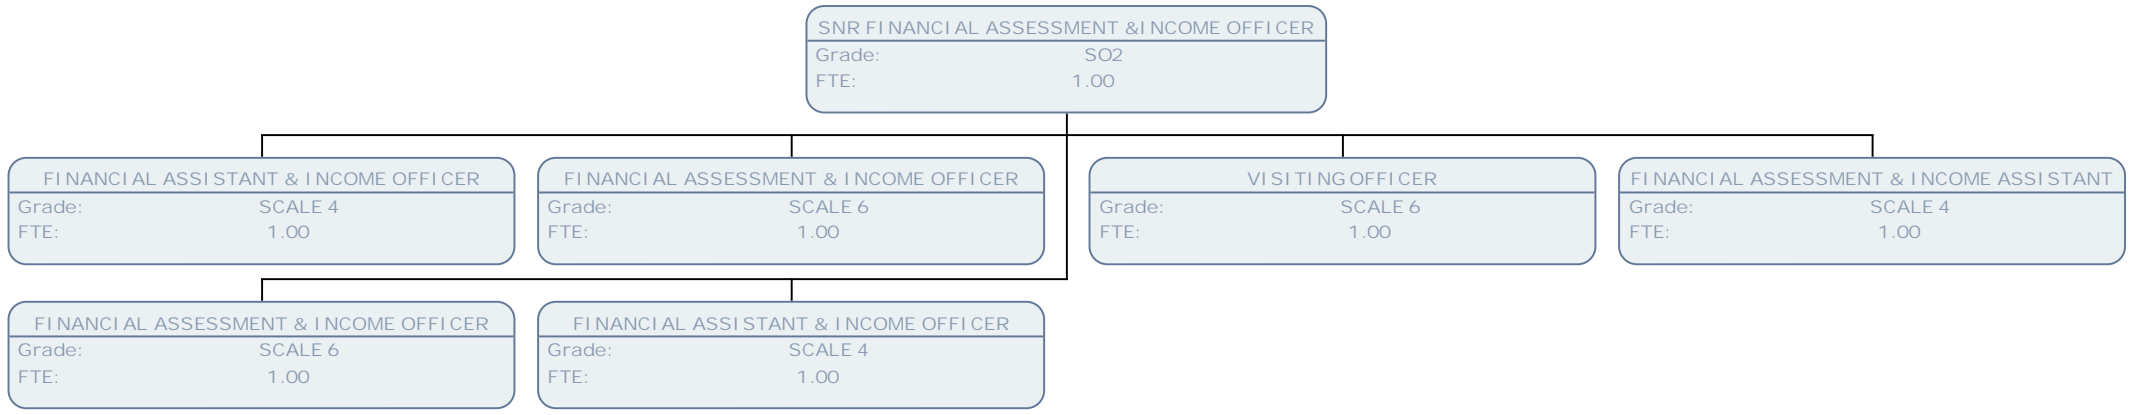 SNR FINANCIAL ASSESSMENT & INCOME OFFICER
Grade: SO2
FTE: 1.00
FINANCIAL ASSISTANT & INCOME OFFICER
Grade: SCALE 4
FTE: 1.00
FINANCIAL ASSESSMENT & INCOME OFFICER
Grade: SCALE 6
FTE: 1.00
VISITING OFFICER
Grade: SCALE 6
FTE: 1.00
FINANCIAL ASSESSMENT & INCOME ASSISTANT
Grade: SCALE 4
FTE: 1.00
FINANCIAL ASSESSMENT & INCOME OFFICER
Grade: SCALE 6
FTE: 1.00
FINANCIAL ASSISTANT & INCOME OFFICER
Grade: SCALE 4
FTE: 1.00